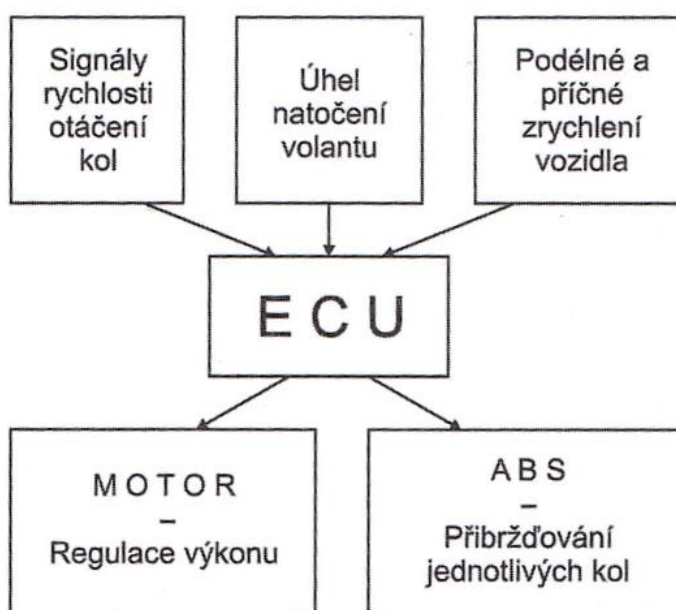 Signály
rychlosti
otáčení
kol
Úhel
natočení
volantu
Podélné a
příčné
zrychlení
vozidla
E C U
M O T O R
–
Regulace výkonu
A B S
–
Přibržďování
jednotlivých kol